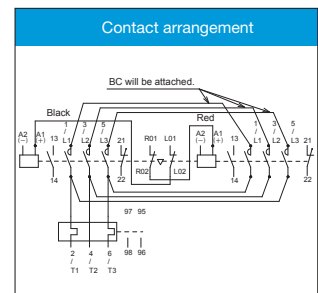 Contact arrangement
BC will be attached.
Black
Red
1 3 5
/ / /
A2 A1 13 L1 L2 L3 21
(−) (+)
R01 L01
1 3 5
/ / /
A2 A1 13 L1 L2 L3 21
(−) (+)
14 22
R02 L02
14 22
97 95
98 96
2 4 6
/ / /
T1 T2 T3